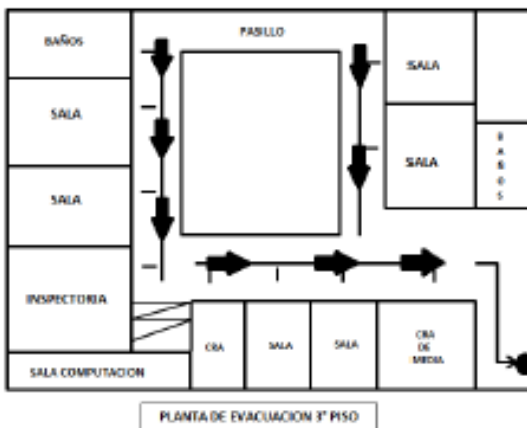 BAÑOS
PASILLO
SALA
SALA
SALA
SALA
BAÑOS
INSPECTORIA
CRA
SALA
SALA
CRA
DE
MEDIA
SALA COMPUTACION
PLANTA DE EVACUACION 3° PISO